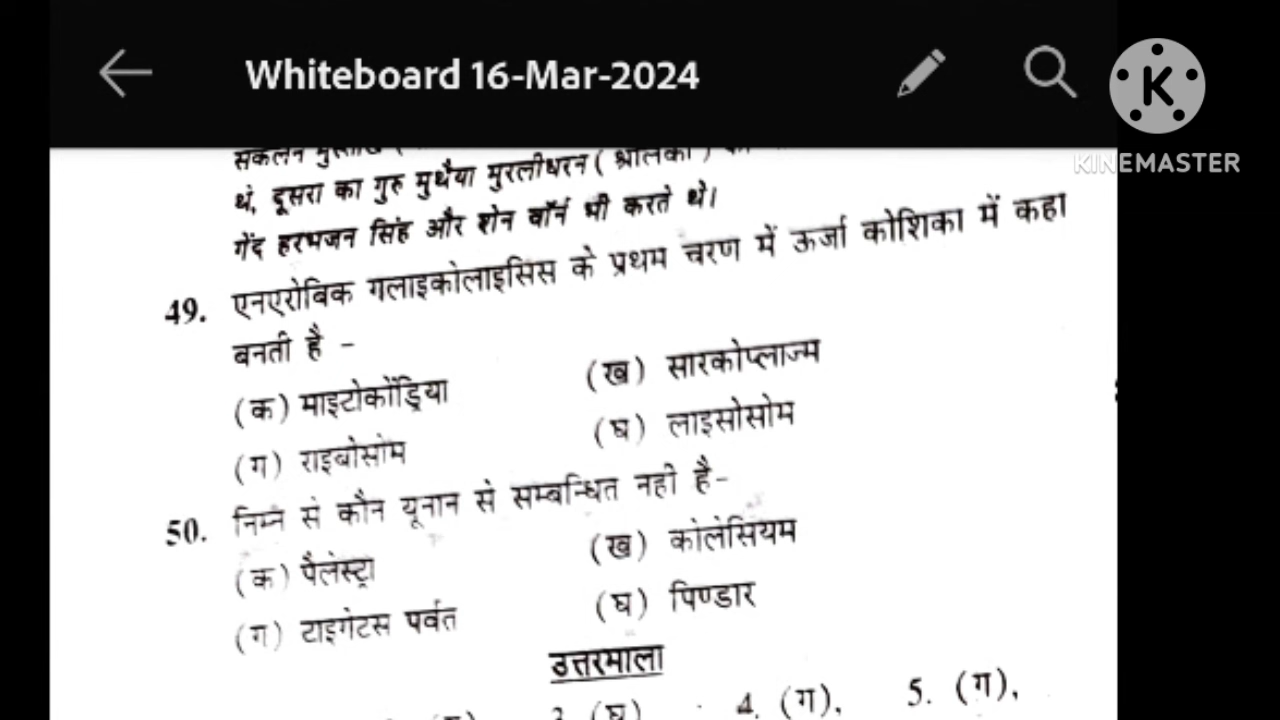 Whiteboard 16-Mar-2024
KINEMASTER
थे, दूसरा का गुरु मुथैया मुरलीधरन ( श्रीलंका )
गेंद हरभजन सिंह और शेन वॉर्न भी करते थे।
49. एनएरोबिक गलाइकोलाइसिस के प्रथम चरण में ऊर्जा कोशिका में कहा
बनती है -
(क) माइटोकोंड्रिया (ख) सारकोप्लाज्म
(ग) राइबोसोम (घ) लाइसोसोम
50. निम्न सें कौन यूनान से सम्बन्धित नही है-
(क) पैलेस्ट्रा (ख) कोलेसियम
(ग) टाइगेटस पर्वत (घ) पिण्डार
उत्तरमाला
3. (घ) 4. (ग), 5. (ग),